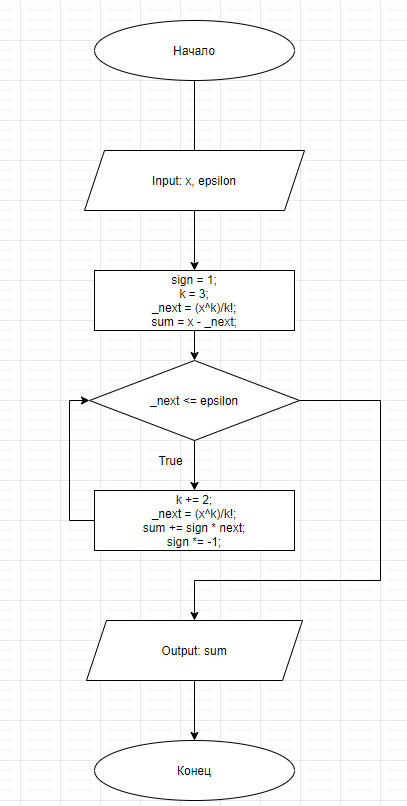 Начало
Input: x, epsilon
sign = 1;
k = 3;
_next = (x^k)/k!;
sum = x - _next;
_next <= epsilon
True
k += 2;
_next = (x^k)/k!;
sum += sign * next;
sign *= -1;
Output: sum
Конец